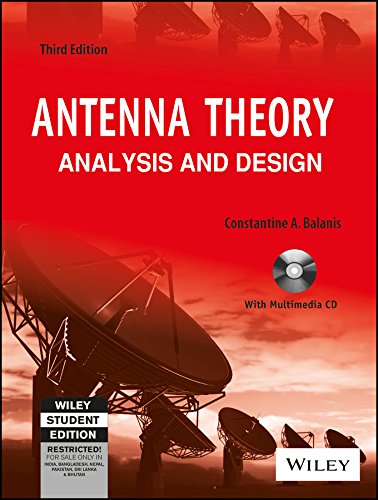 Third Edition
ANTENNA THEORY
ANALYSIS AND DESIGN
Constantine A. Balanis
With Multimedia CD
WILEY
STUDENT
EDITION
RESTRICTED!
FOR SALE ONLY IN
INDIA, BANGLADESH, NEPAL,
PAKISTAN, SRI LANKA
& BHUTAN
WILEY